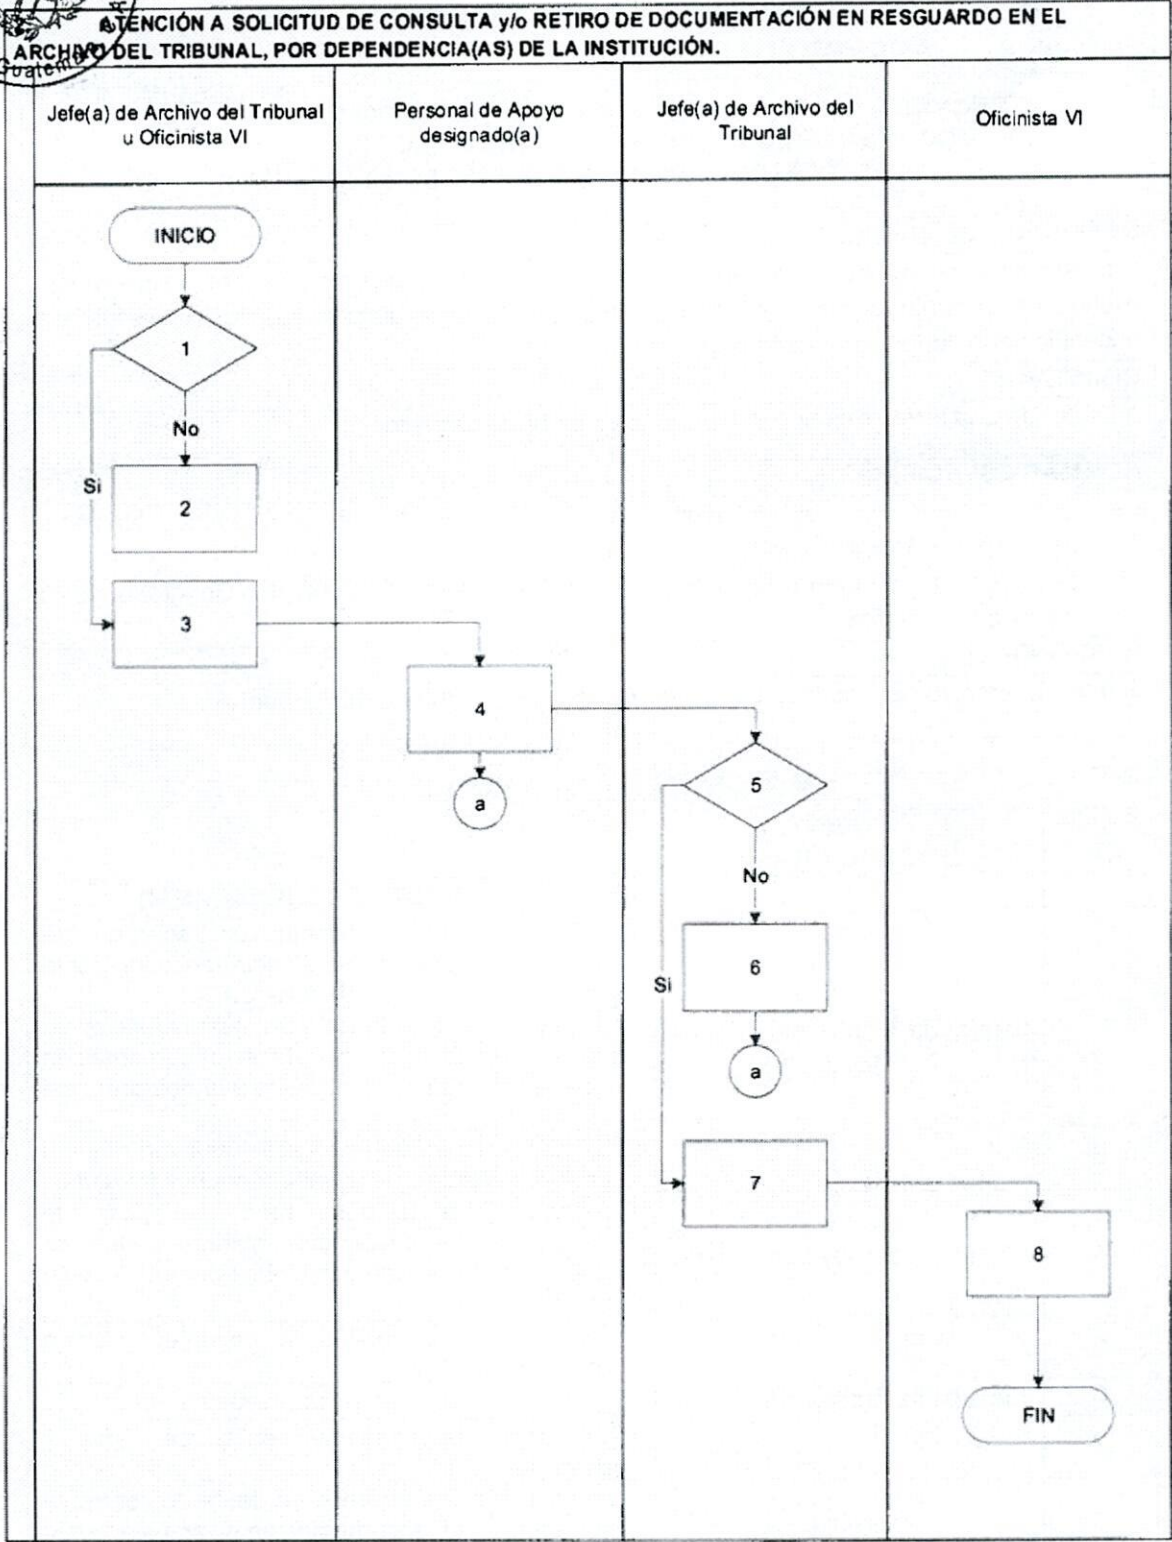 ATENCIÓN A SOLICITUD DE CONSULTA y/o RETIRO DE DOCUMENTACIÓN EN RESGUARDO EN EL
ARCHIVO DEL TRIBUNAL, POR DEPENDENCIA(AS) DE LA INSTITUCIÓN.
Guatem
Jefe(a) de Archivo del Tribunal
u Oficinista VI
Personal de Apoyo
designado(a)
Jefe(a) de Archivo del
Tribunal
Oficinista VI
INICIO
1
No
Si
2
3
4
a
5
No
Si
6
a
7
8
FIN